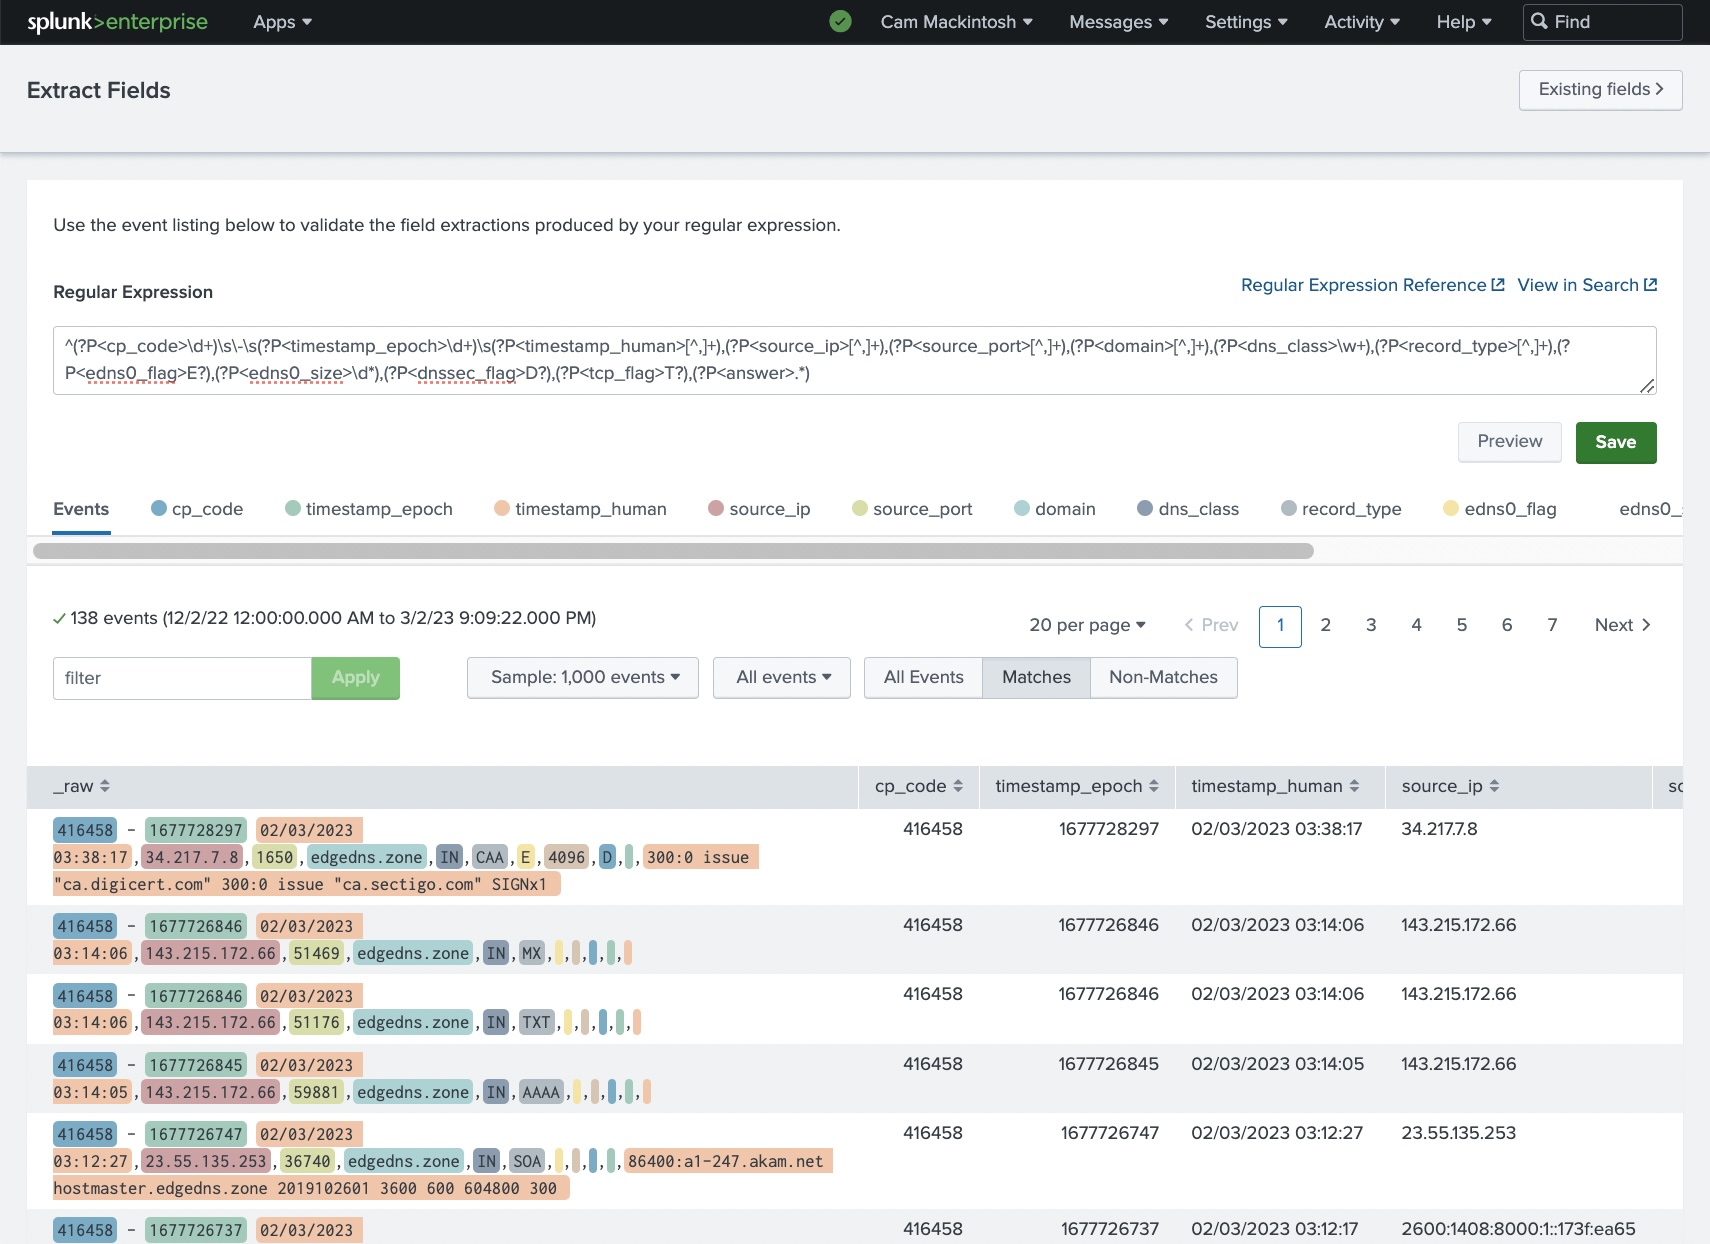 splunk>enterprise Apps Cam Mackintosh Messages Settings Activity Help Find
Extract Fields Existing fields
Use the event listing below to validate the field extractions produced by your regular expression.
Regular Expression Regular Expression Reference View in Search
^(?P<cp_code>\d+)\s\-\s(?P<timestamp_epoch>\d+)\s(?P<timestamp_human>[^,]+),(?P<source_ip>[^,]+),(?P<source_port>[^,]+),(?P<domain>[^,]+),(?P<dns_class>\w+),(?P<record_type>[^,]+),(?
P<edns0_flag>E?),(?P<edns0_size>\d*),(?P<dnssec_flag>D?),(?P<tcp_flag>T?),(?P<answer>.*)
Preview Save
Events cp_code timestamp_epoch timestamp_human source_ip source_port domain dns_class record_type edns0_flag edns0_
138 events (12/2/22 12:00:00.000 AM to 3/2/23 9:09:22.000 PM) 20 per page Prev 1 2 3 4 5 6 7 Next
filter Apply Sample: 1,000 events All events All Events Matches Non-Matches
_raw cp_code timestamp_epoch timestamp_human source_ip
416458 - 1677728297 02/03/2023 416458 1677728297 02/03/2023 03:38:17 34.217.7.8
03:38:17,34.217.7.8,1650,edgedns.zone,IN,CAA,E,4096,D,,300:0 issue
"ca.digicert.com" 300:0 issue "ca.sectigo.com" SIGNx1
416458 - 1677726846 02/03/2023 416458 1677726846 02/03/2023 03:14:06 143.215.172.66
03:14:06,143.215.172.66,51469,edgedns.zone,IN,MX,,,,,
416458 - 1677726846 02/03/2023 416458 1677726846 02/03/2023 03:14:06 143.215.172.66
03:14:06,143.215.172.66,51176,edgedns.zone,IN,TXT,,,,,
416458 - 1677726845 02/03/2023 416458 1677726845 02/03/2023 03:14:05 143.215.172.66
03:14:05,143.215.172.66,59881,edgedns.zone,IN,AAAA,,,,,
416458 - 1677726747 02/03/2023 416458 1677726747 02/03/2023 03:12:27 23.55.135.253
03:12:27,23.55.135.253,36740,edgedns.zone,IN,SOA,,,,,86400:a1-247.akam.net
hostmaster.edgedns.zone 2019102601 3600 600 604800 300
416458 - 1677726737 02/03/2023 416458 1677726737 02/03/2023 03:12:17 2600:1408:8000:1::173f:ea65